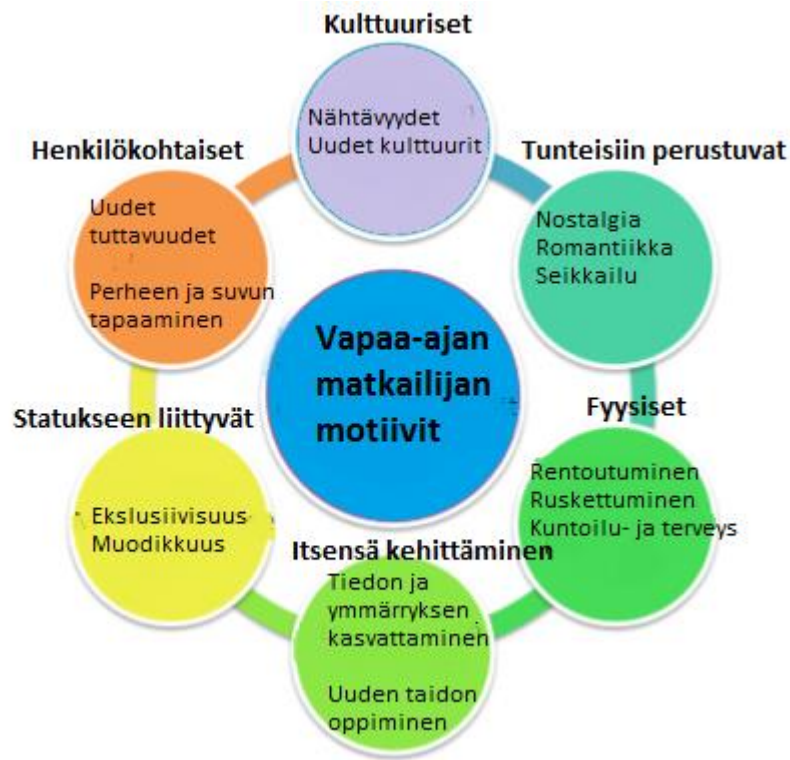 Kulttuuriset
Nähtävyydet
Uudet kulttuurit
Tunteisiin perustuvat
Nostalgia
Romantiikka
Seikkailu
Fyysiset
Rentoutuminen
Ruskettuminen
Kuntoilu- ja terveys
Itsensä kehittäminen
Tiedon ja
ymmärryksen
kasvattaminen
Uuden taidon
oppiminen
Statukseen liittyvät
Ekslusiivisuus
Muodikkuus
Henkilökohtaiset
Uudet
tuttavuudet
Perheen ja suvun
tapaaminen
Vapaa-ajan
matkailijan
motiivit